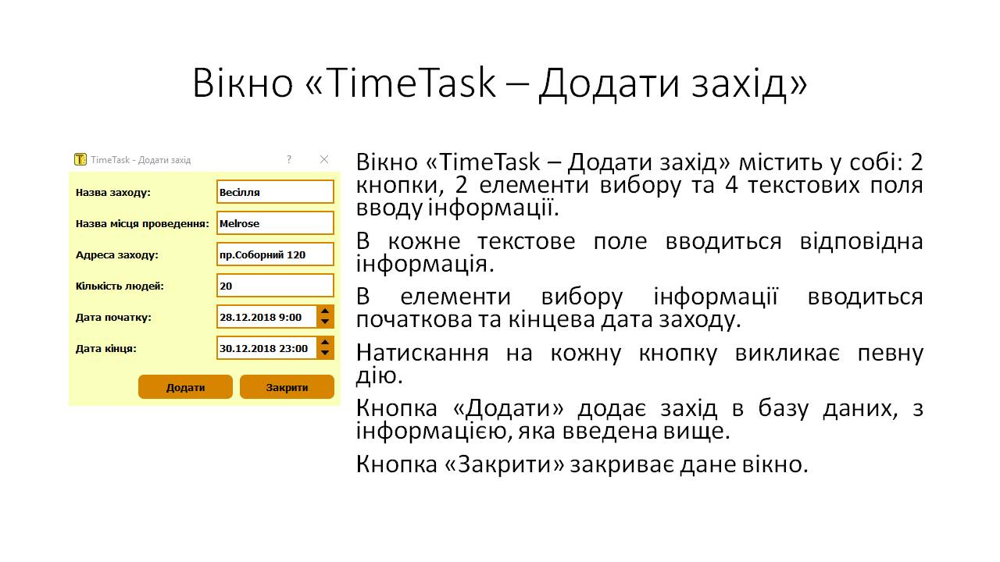 Вікно «TimeTask – Додати захід»
TimeTask - Додати захід ?
Назва заходу: Весілля
Назва місця проведення: Melrose
Адреса заходу: пр.Соборний 120
Кількість людей: 20
Дата початку: 28.12.2018 9:00
Дата кінця: 30.12.2018 23:00
Додати Закрити
Вікно «TimeTask – Додати захід» містить у собі: 2
кнопки, 2 елементи вибору та 4 текстових поля
вводу інформації.
В кожне текстове поле вводиться відповідна
інформація.
В елементи вибору інформації вводиться
початкова та кінцева дата заходу.
Натискання на кожну кнопку викликає певну
дію.
Кнопка «Додати» додає захід в базу даних, з
інформацією, яка введена вище.
Кнопка «Закрити» закриває дане вікно.